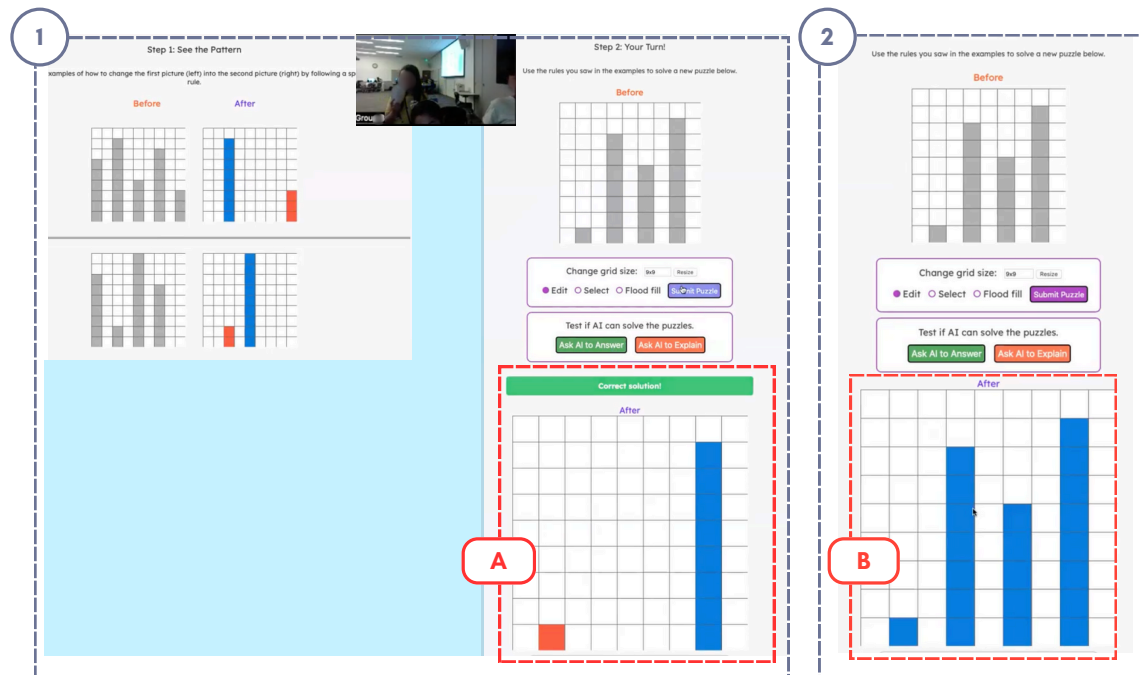 1
Step 1: See the Pattern
xamples of how to change the first picture (left) into the second picture (right) by following a sp
rule.
Before
After
Group
Step 2: Your Turn!
Use the rules you saw in the examples to solve a new puzzle below.
Before
Change grid size: 9x9 Resize
Edit Select Flood fill Submit Puzzle
Test if AI can solve the puzzles.
Ask AI to Answer Ask AI to Explain
Correct solution!
After
A
2
Use the rules you saw in the examples to solve a new puzzle below.
Before
Change grid size: 9x9 Resize
Edit Select Flood fill Submit Puzzle
Test if AI can solve the puzzles.
Ask AI to Answer Ask AI to Explain
After
B